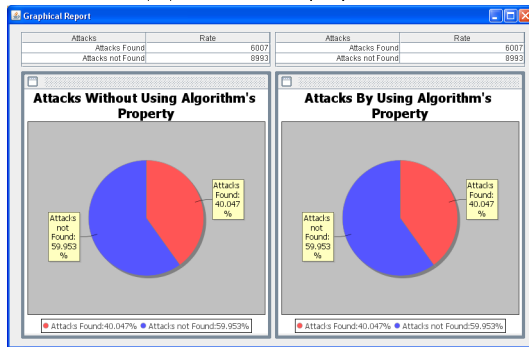 Graphical Report
Attacks Rate
Attacks Found 6007
Attacks not Found 8993
Attacks Rate
Attacks Found 6007
Attacks not Found 8993
Attacks Without Using Algorithm's
Property
Attacks
Found:
40.047
%
Attacks
not
Found:
59.953
%
Attacks Found:40.047% Attacks not Found:59.953%
Attacks By Using Algorithm's
Property
Attacks
Found:
40.047
%
Attacks
not
Found:
59.953
%
Attacks Found:40.047% Attacks not Found:59.953%